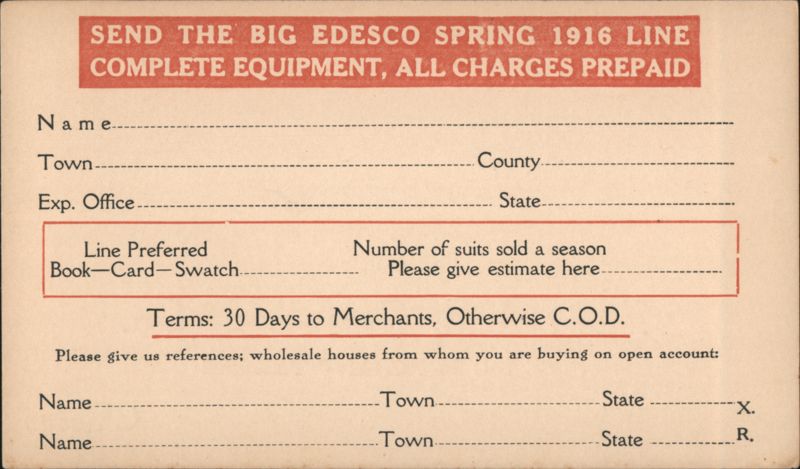 SEND THE BIG EDESCO SPRING 1916 LINE
COMPLETE EQUIPMENT, ALL CHARGES PREPAID
Name
Town County
Exp. Office State
Line Preferred Number of suits sold a season
Book—Card—Swatch Please give estimate here
Terms: 30 Days to Merchants, Otherwise C.O.D.
Please give us references; wholesale houses from whom you are buying on open account:
Name Town State X.
Name Town State R.